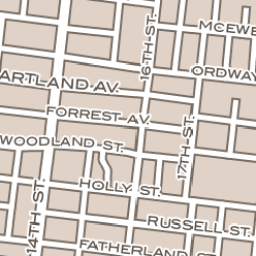 MCEWE
16TH ST.
ORDWAY
ARTLAND AV.
FORREST AV.
WOODLAND ST.
17TH ST.
HOLLY ST.
14TH ST.
RUSSELL ST.
FATHERLAND ST